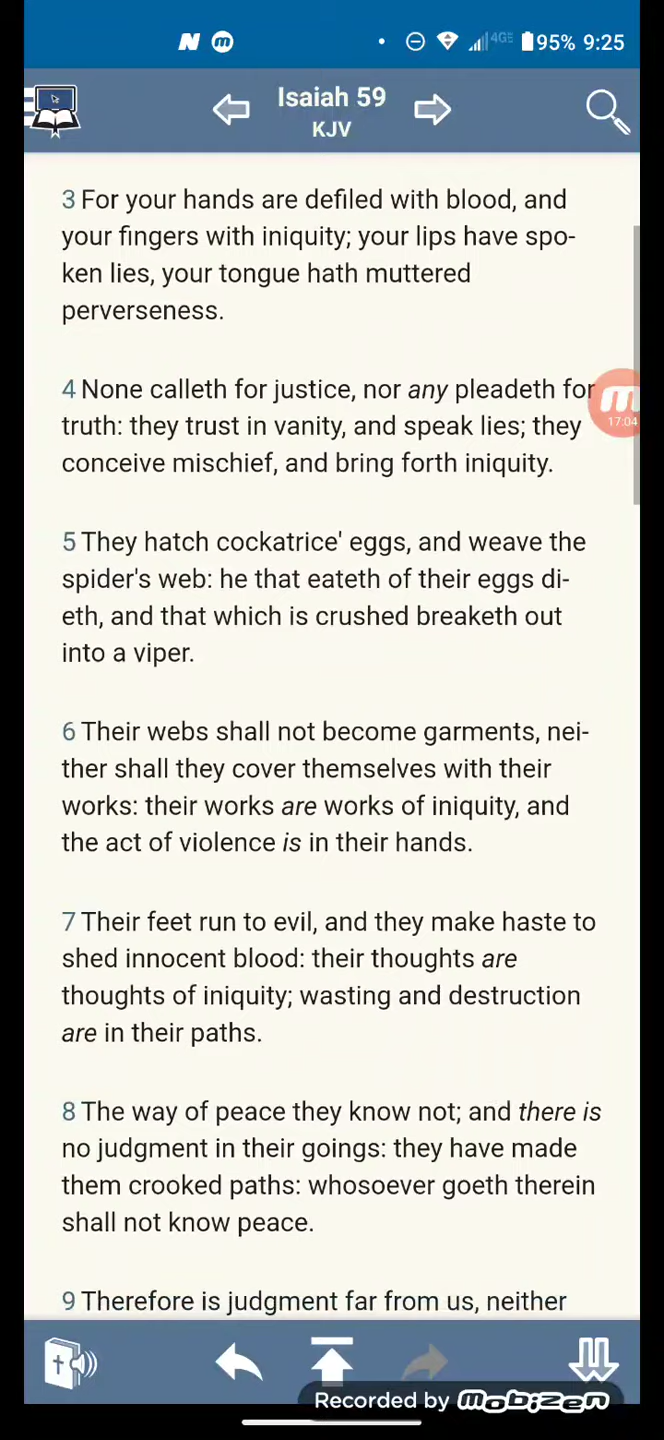 N m 4GE 95% 9:25
Isaiah 59
KJV
3 For your hands are defiled with blood, and
your fingers with iniquity; your lips have spo-
ken lies, your tongue hath muttered
perverseness.
4 None calleth for justice, nor any pleadeth for
truth: they trust in vanity, and speak lies; they
conceive mischief, and bring forth iniquity.
m
17:04
5 They hatch cockatrice' eggs, and weave the
spider's web: he that eateth of their eggs di-
eth, and that which is crushed breaketh out
into a viper.
6 Their webs shall not become garments, nei-
ther shall they cover themselves with their
works: their works are works of iniquity, and
the act of violence is in their hands.
7 Their feet run to evil, and they make haste to
shed innocent blood: their thoughts are
thoughts of iniquity; wasting and destruction
are in their paths.
8 The way of peace they know not; and there is
no judgment in their goings: they have made
them crooked paths: whosoever goeth therein
shall not know peace.
9 Therefore is judgment far from us, neither
Recorded by Mobizen